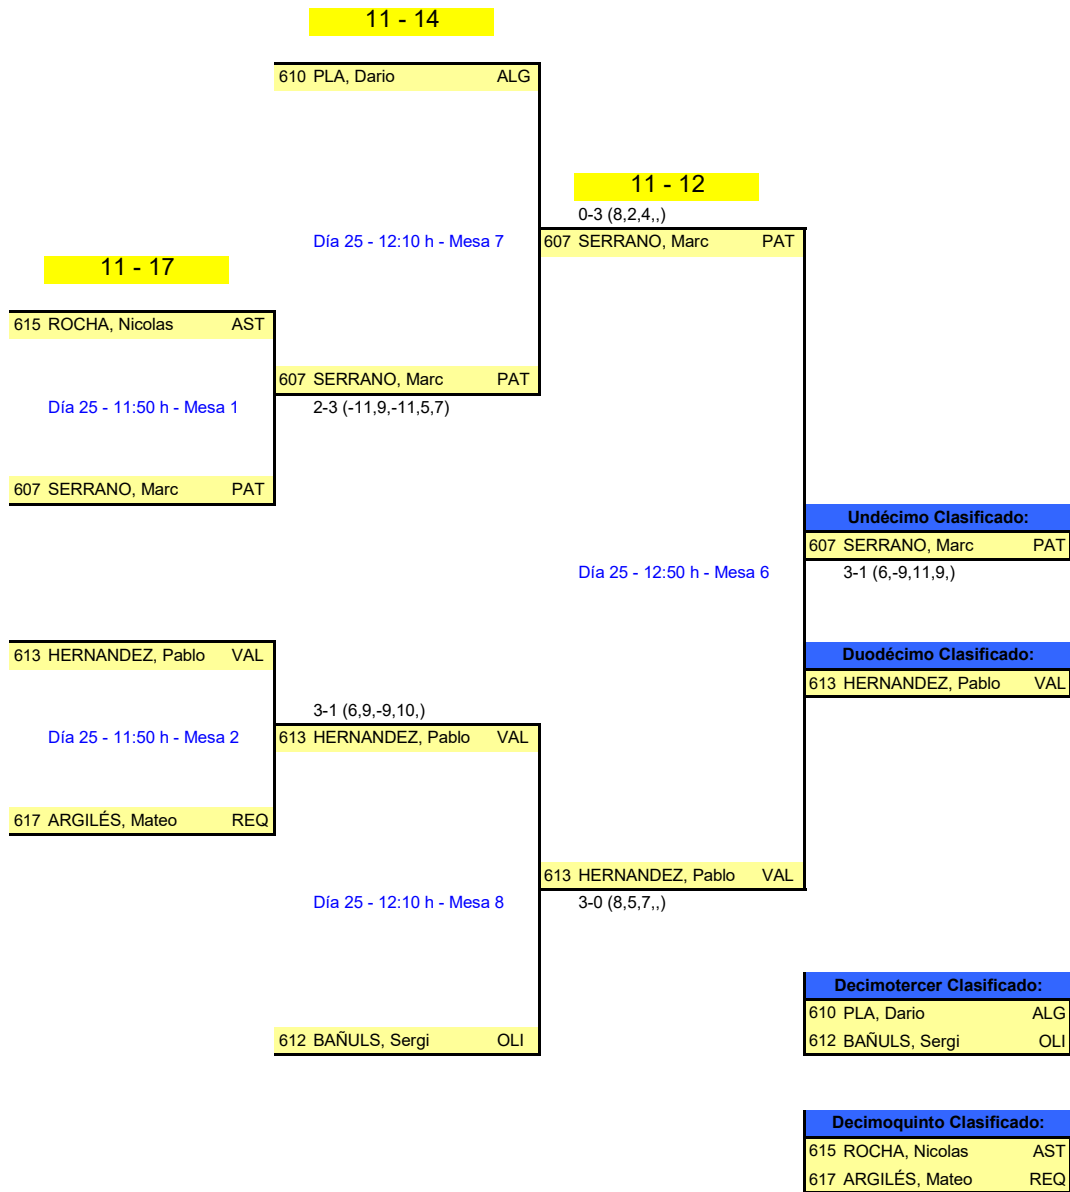 11 - 14
610 PLA, Dario ALG
11 - 12
0-3 (8,2,4,,)
Día 25 - 12:10 h - Mesa 7
607 SERRANO, Marc PAT
11 - 17
615 ROCHA, Nicolas AST
607 SERRANO, Marc PAT
Día 25 - 11:50 h - Mesa 1
2-3 (-11,9,-11,5,7)
607 SERRANO, Marc PAT
Undécimo Clasificado:
607 SERRANO, Marc PAT
Día 25 - 12:50 h - Mesa 6
3-1 (6,-9,11,9,)
613 HERNANDEZ, Pablo VAL
Duodécimo Clasificado:
613 HERNANDEZ, Pablo VAL
3-1 (6,9,-9,10,)
Día 25 - 11:50 h - Mesa 2
613 HERNANDEZ, Pablo VAL
617 ARGILÉS, Mateo REQ
613 HERNANDEZ, Pablo VAL
Día 25 - 12:10 h - Mesa 8
3-0 (8,5,7,,)
Decimotercer Clasificado:
610 PLA, Dario ALG
612 BAÑULS, Sergi OLI
612 BAÑULS, Sergi OLI
Decimoquinto Clasificado:
615 ROCHA, Nicolas AST
617 ARGILÉS, Mateo REQ